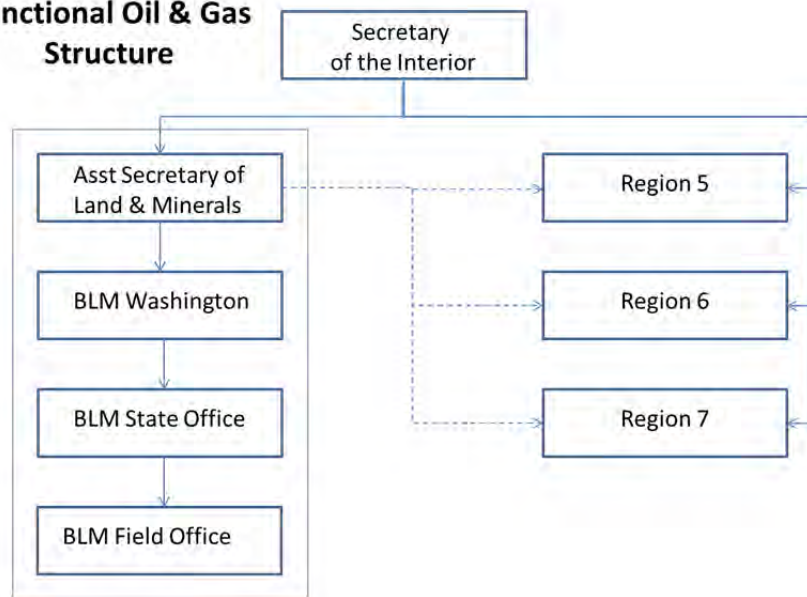 nctional Oil & Gas
Structure
Secretary
of the Interior
Asst Secretary of
Land & Minerals
Region 5
BLM Washington
Region 6
BLM State Office
Region 7
BLM Field Office